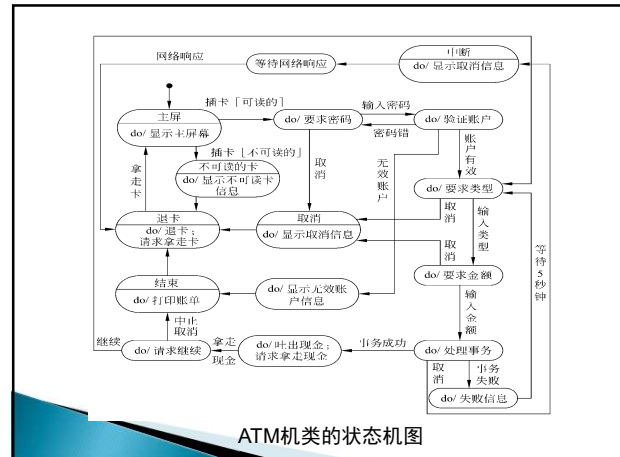 中断
网络响应
等待网络响应
do/ 显示取消信息
主屏
do/ 显示主屏幕
插卡「可读的」
do/ 要求密码
输入密码
密码错
do/ 验证账户
插卡「不可读的」
不可读的卡
do/ 显示不可读卡
信息
拿走卡
取消
无效账户
账户有效
do/ 要求类型
退卡
do/ 退卡；
请求拿走卡
取消
do/ 显示取消信息
取消
输入类型
取消
do/ 要求金额
等待5秒钟
结束
do/ 打印账单
do/ 显示无效账
户信息
输入金额
中止
取消
继续
do/ 请求继续
拿走
现金
do/ 吐出现金；
请求拿走现金
事务成功
do/ 处理事务
取消
事务
失败
do/ 失败信息
ATM机类的状态机图